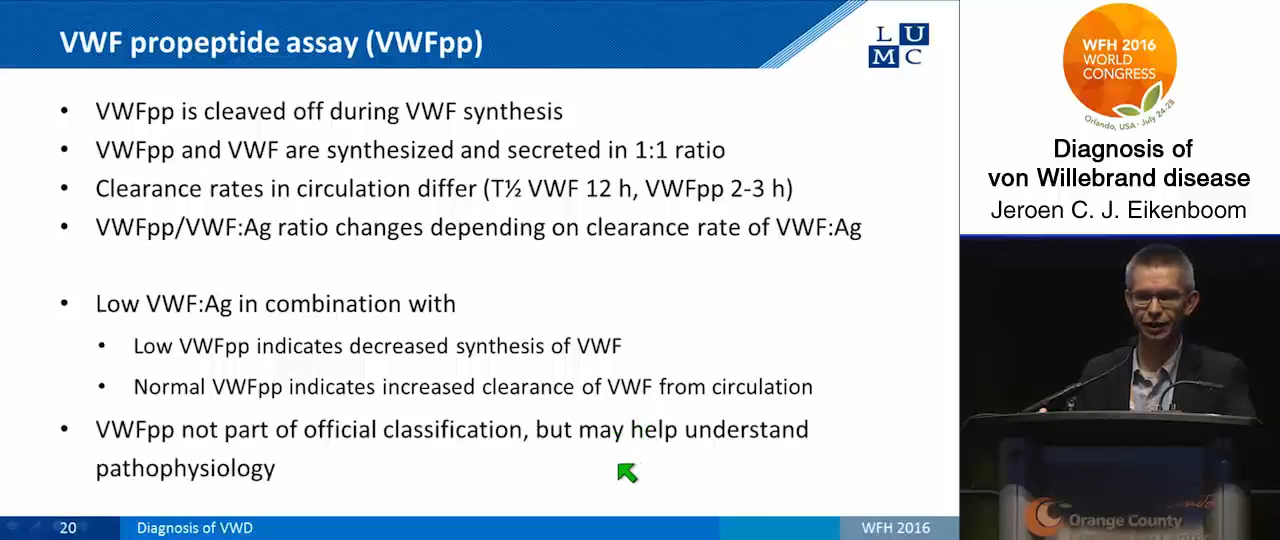 VWF propeptide assay (VWFpp)
L U
M C
• VWFpp is cleaved off during VWF synthesis
• VWFpp and VWF are synthesized and secreted in 1:1 ratio
• Clearance rates in circulation differ (T½ VWF 12 h, VWFpp 2-3 h)
• VWFpp/VWF:Ag ratio changes depending on clearance rate of VWF:Ag
• Low VWF:Ag in combination with
• Low VWFpp indicates decreased synthesis of VWF
• Normal VWFpp indicates increased clearance of VWF from circulation
• VWFpp not part of official classification, but may help understand
pathophysiology
20
Diagnosis of VWD
WFH 2016
WFH 2016
WORLD
CONGRESS
Orlando, USA • July 24-28
Diagnosis of
von Willebrand disease
Jeroen C. J. Eikenboom
Orange County